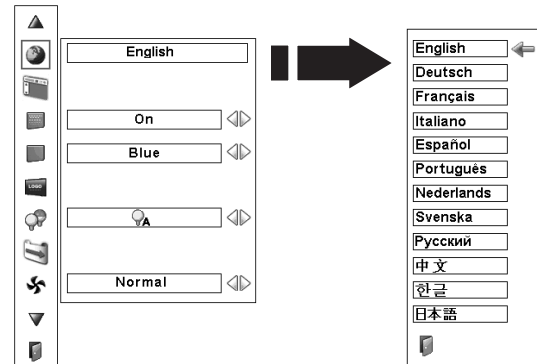 English
On
Blue
LOGO
A
Normal
English
Deutsch
Français
Italiano
Español
Português
Nederlands
Svenska
Русский
中文
한글
日本語